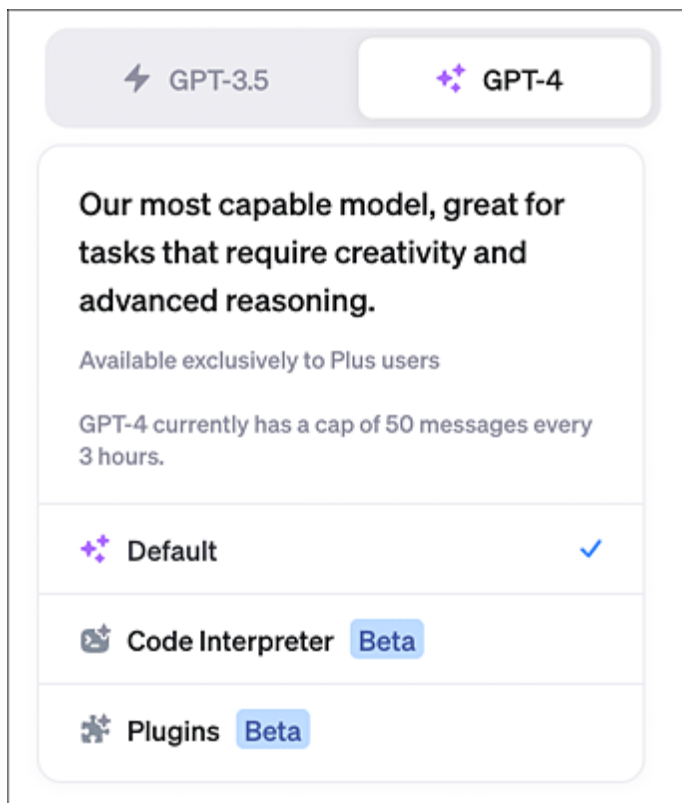 GPT-3.5
GPT-4
Our most capable model, great for
tasks that require creativity and
advanced reasoning.
Available exclusively to Plus users
GPT-4 currently has a cap of 50 messages every
3 hours.
Default
Code Interpreter Beta
Plugins Beta